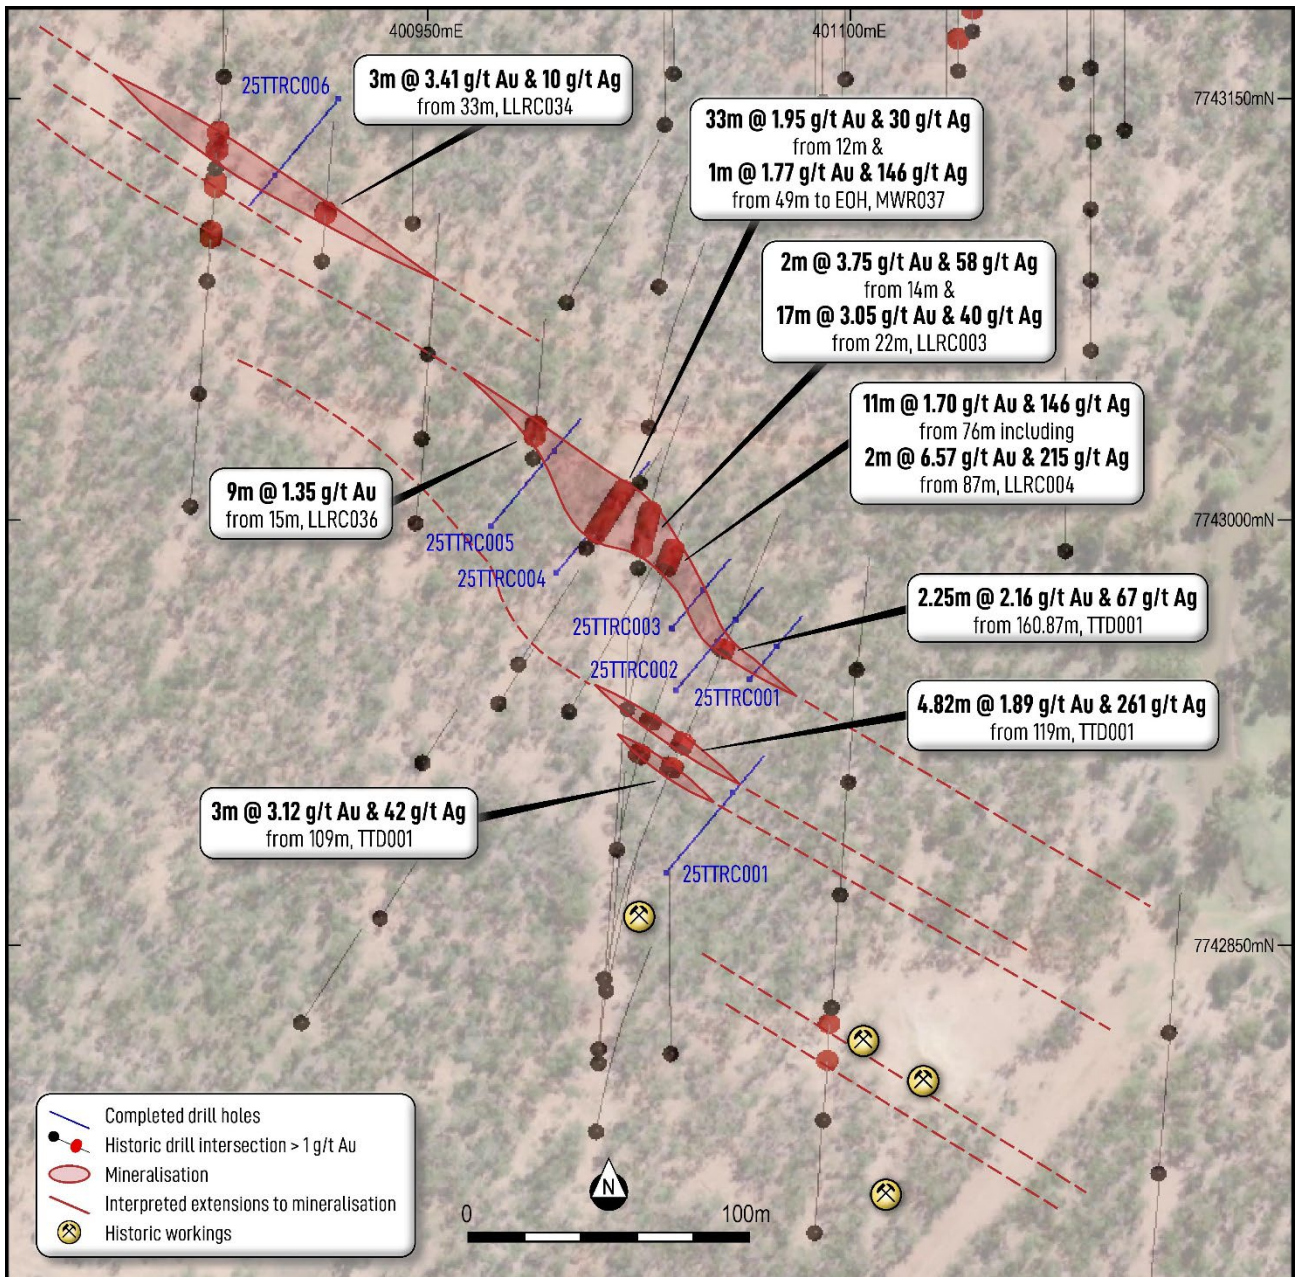 400950mE
401100mE
7743150mN
25TTRC006
3m @ 3.41 g/t Au & 10 g/t Ag
from 33m, LLRC034
33m @ 1.95 g/t Au & 30 g/t Ag
from 12m &
1m @ 1.77 g/t Au & 146 g/t Ag
from 49m to EOH, MWR037
2m @ 3.75 g/t Au & 58 g/t Ag
from 14m &
17m @ 3.05 g/t Au & 40 g/t Ag
from 22m, LLRC003
11m @ 1.70 g/t Au & 146 g/t Ag
from 76m including
2m @ 6.57 g/t Au & 215 g/t Ag
from 87m, LLRC004
9m @ 1.35 g/t Au
from 15m, LLRC036
7743000mN
25TTRC005
25TTRC004
25TTRC003
25TTRC002
25TTRC001
2.25m @ 2.16 g/t Au & 67 g/t Ag
from 160.87m, TTD001
4.82m @ 1.89 g/t Au & 261 g/t Ag
from 119m, TTD001
3m @ 3.12 g/t Au & 42 g/t Ag
from 109m, TTD001
25TTRC001
7742850mN
Completed drill holes
Historic drill intersection > 1 g/t Au
Mineralisation
Interpreted extensions to mineralisation
Historic workings
N
0 100m